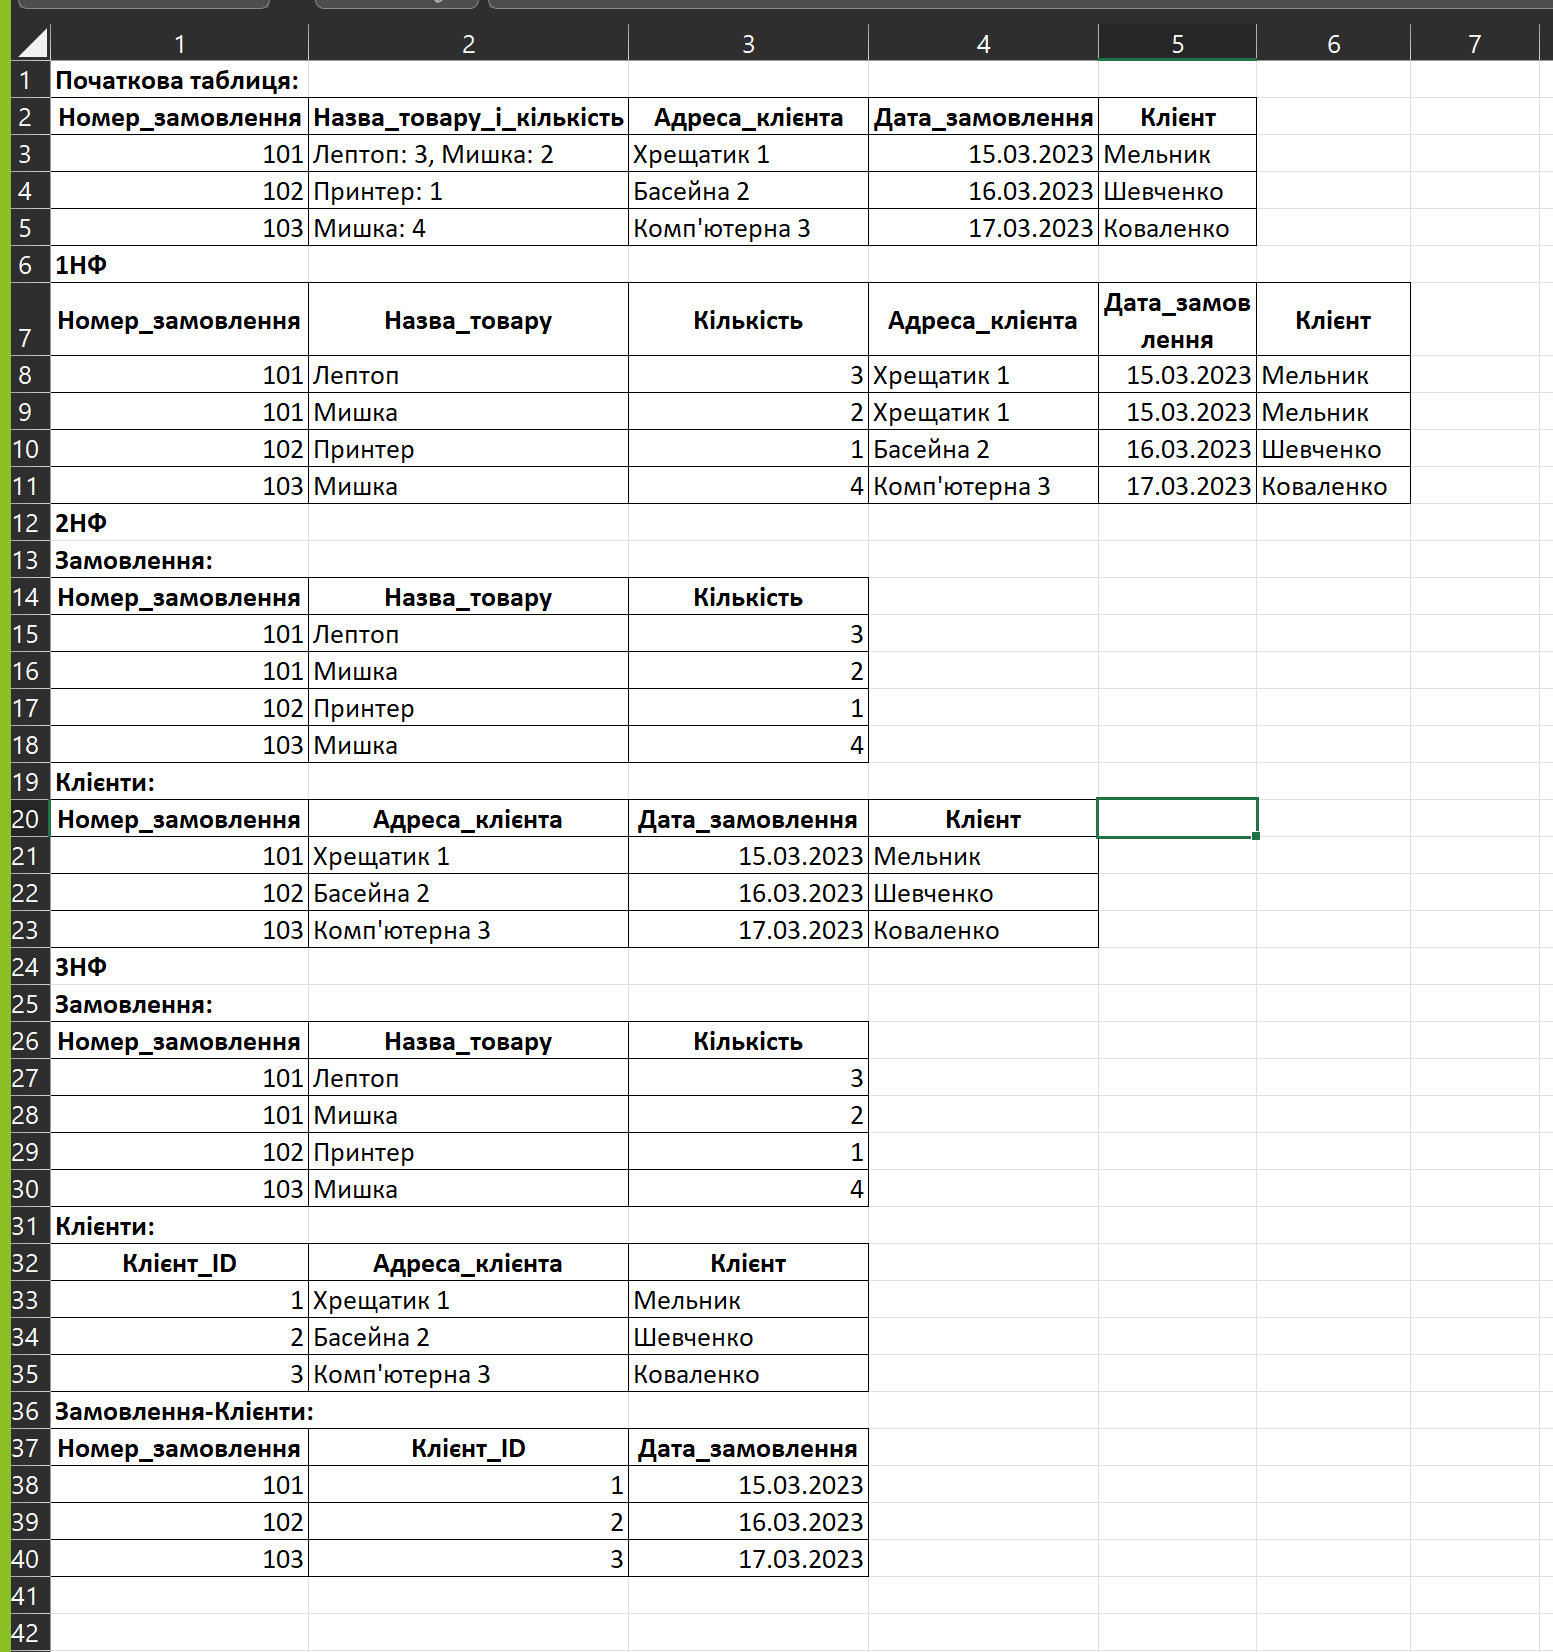 1 2 3 4 5 6 7
1 Початкова таблиця:
2 Номер_замовлення Назва_товару_і_кількість Адреса_клієнта Дата_замовлення Клієнт
3 101 Лептоп: 3, Мишка: 2 Хрещатик 1 15.03.2023 Мельник
4 102 Принтер: 1 Басейна 2 16.03.2023 Шевченко
5 103 Мишка: 4 Комп'ютерна 3 17.03.2023 Коваленко
6 1НФ
7 Номер_замовлення Назва_товару Кількість Адреса_клієнта Дата_замов
лення Клієнт
8 101 Лептоп 3 Хрещатик 1 15.03.2023 Мельник
9 101 Мишка 2 Хрещатик 1 15.03.2023 Мельник
10 102 Принтер 1 Басейна 2 16.03.2023 Шевченко
11 103 Мишка 4 Комп'ютерна 3 17.03.2023 Коваленко
12 2НФ
13 Замовлення:
14 Номер_замовлення Назва_товару Кількість
15 101 Лептоп 3
16 101 Мишка 2
17 102 Принтер 1
18 103 Мишка 4
19 Клієнти:
20 Номер_замовлення Адреса_клієнта Дата_замовлення Клієнт
21 101 Хрещатик 1 15.03.2023 Мельник
22 102 Басейна 2 16.03.2023 Шевченко
23 103 Комп'ютерна 3 17.03.2023 Коваленко
24 3НФ
25 Замовлення:
26 Номер_замовлення Назва_товару Кількість
27 101 Лептоп 3
28 101 Мишка 2
29 102 Принтер 1
30 103 Мишка 4
31 Клієнти:
32 Клієнт_ID Адреса_клієнта Клієнт
33 1 Хрещатик 1 Мельник
34 2 Басейна 2 Шевченко
35 3 Комп'ютерна 3 Коваленко
36 Замовлення-Клієнти:
37 Номер_замовлення Клієнт_ID Дата_замовлення
38 101 1 15.03.2023
39 102 2 16.03.2023
40 103 3 17.03.2023
41
42